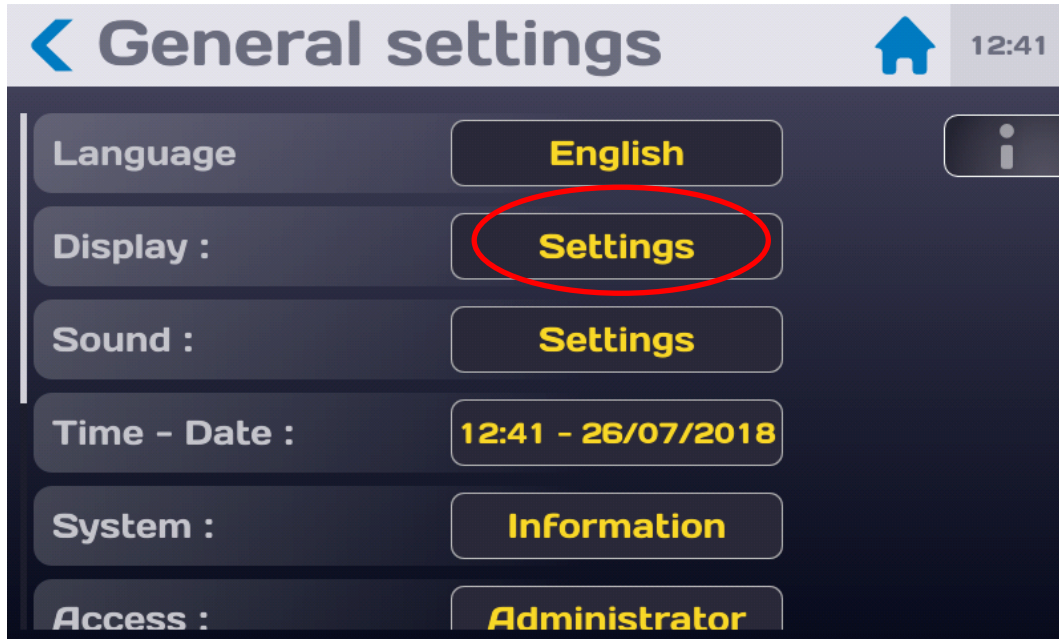 General settings
12:41
Language English
Display : Settings
Sound : Settings
Time - Date : 12:41 - 26/07/2018
System : Information
Access : Administrator